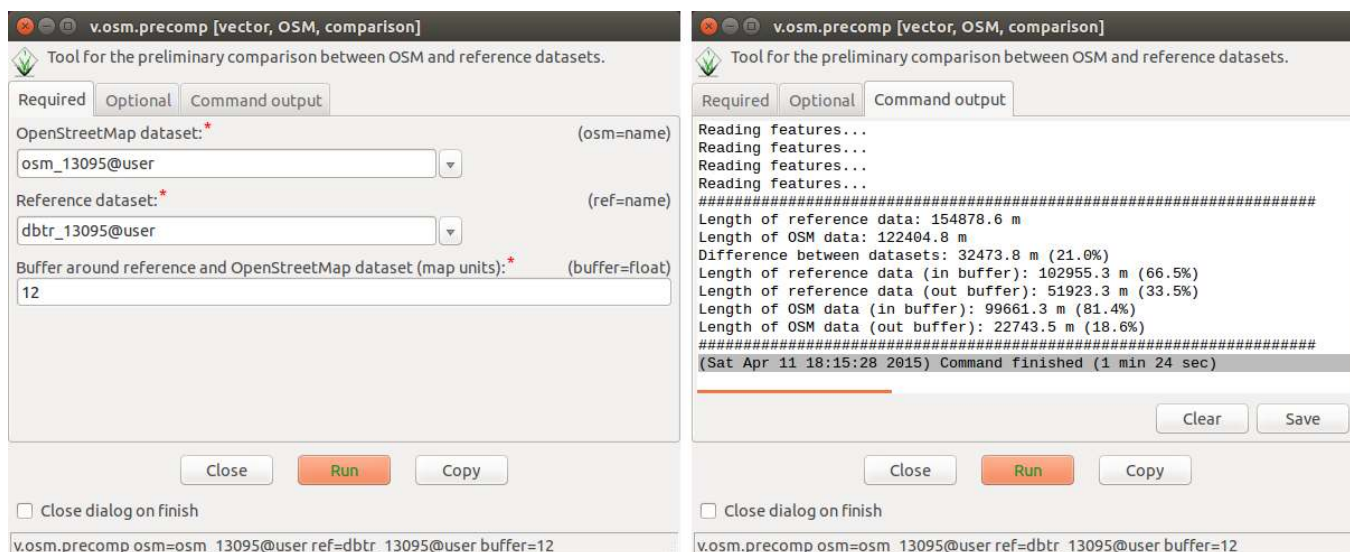 v.osm.precomp [vector, OSM, comparison]
Tool for the preliminary comparison between OSM and reference datasets.
Required Optional Command output
OpenStreetMap dataset:* (osm=name)
osm_13095@user
Reference dataset:* (ref=name)
dbtr_13095@user
Buffer around reference and OpenStreetMap dataset (map units):* (buffer=float)
12
Close Run Copy
Close dialog on finish
v.osm.precomp osm=osm_13095@user ref=dbtr_13095@user buffer=12
v.osm.precomp [vector, OSM, comparison]
Tool for the preliminary comparison between OSM and reference datasets.
Required Optional Command output
Reading features...
Reading features...
Reading features...
Reading features...
#####################################################################
Length of reference data: 154878.6 m
Length of OSM data: 122404.8 m
Difference between datasets: 32473.8 m (21.0%)
Length of reference data (in buffer): 102955.3 m (66.5%)
Length of reference data (out buffer): 51923.3 m (33.5%)
Length of OSM data (in buffer): 99661.3 m (81.4%)
Length of OSM data (out buffer): 22743.5 m (18.6%)
#####################################################################
(Sat Apr 11 18:15:28 2015) Command finished (1 min 24 sec)
Clear Save
Close Run Copy
Close dialog on finish
v.osm.precomp osm=osm_13095@user ref=dbtr_13095@user buffer=12